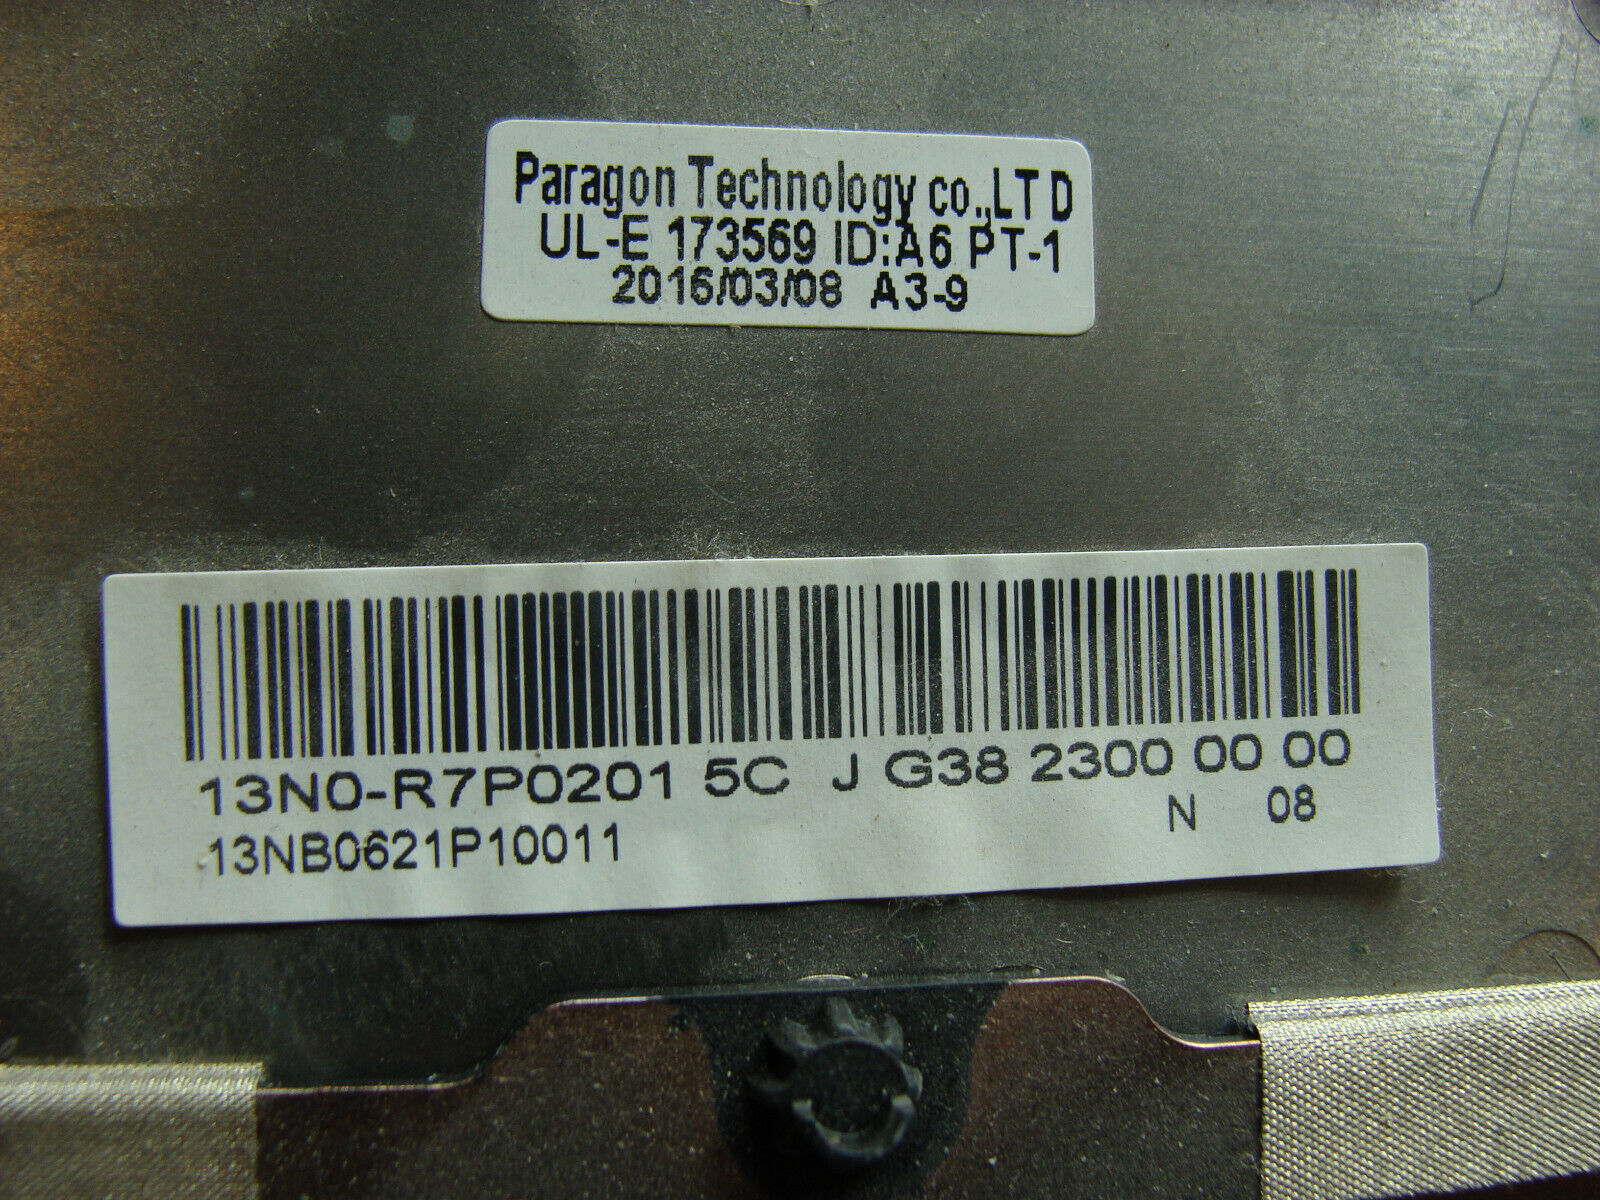 Paragon Technology co.,LTD
UL-E 173569 ID:A6 PT-1
2016/03/08 A3-9
13N0-R7P0201 5C J G38 2300 00 00
13NB0621P10011 N 08